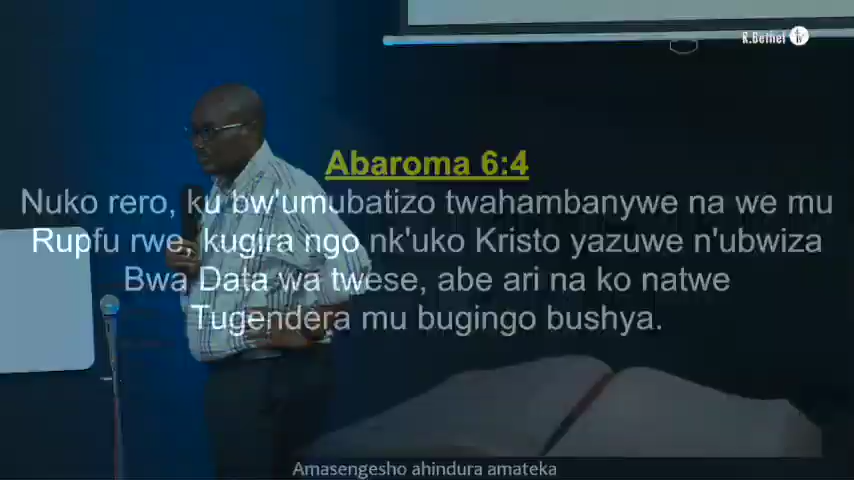 R.Bethel tv
Abaroma 6:4
Nuko rero, ku bw'umubatizo twahambanywe na we mu
Rupfu rwe, kugira ngo nk'uko Kristo yazuwe n'ubwiza
Bwa Data wa twese, abe ari na ko natwe
Tugendera mu bugingo bushya.
Amasengesho ahindura amateka